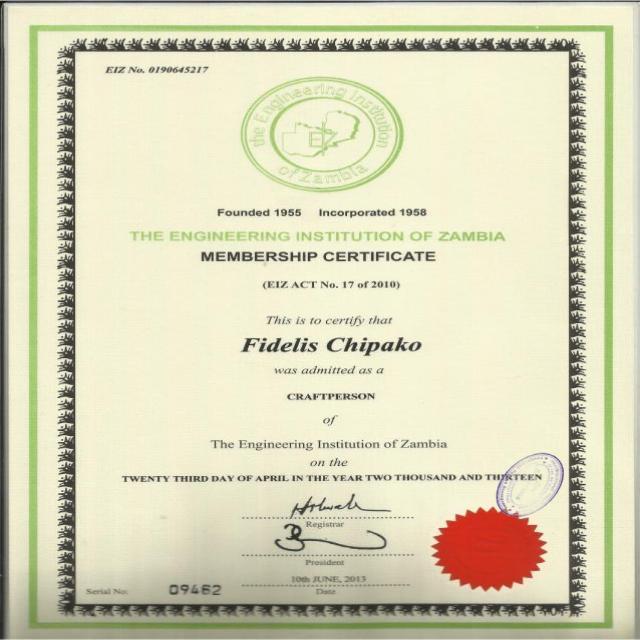 EIZ No. 0190645217
the Engineering Institution
of Zambia
Founded 1955 Incorporated 1958
THE ENGINEERING INSTITUTION OF ZAMBIA
MEMBERSHIP CERTIFICATE
(EIZ ACT No. 17 of 2010)
This is to certify that
Fidelis Chipako
was admitted as a
CRAFTPERSON
of
The Engineering Institution of Zambia
on the
TWENTY THIRD DAY OF APRIL IN THE YEAR TWO THOUSAND AND THIRTEEN
Registrar
President
10th JUNE, 2013
Date
Serial No: 09462